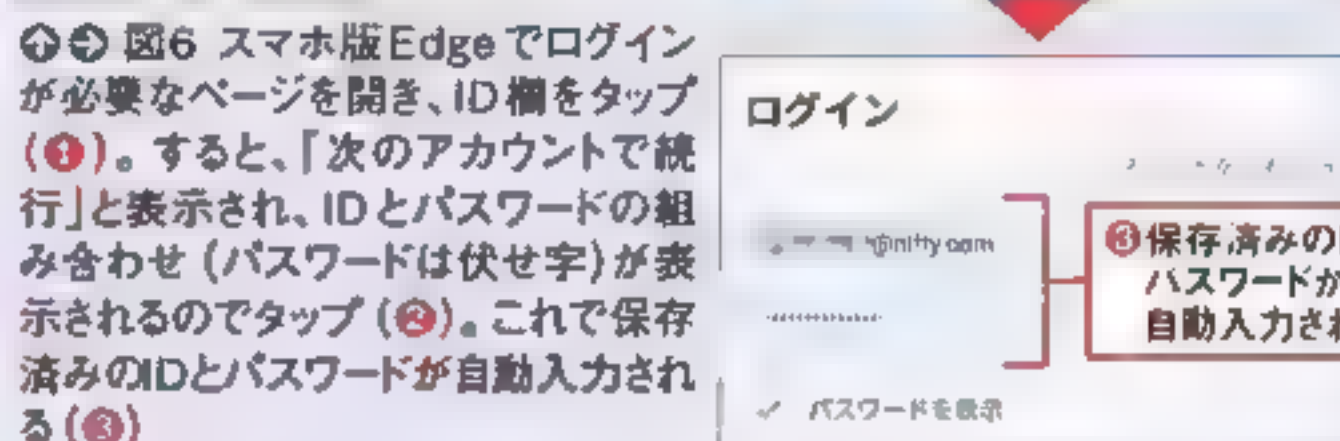 図6 スマホ版Edgeでログイン
が必要なページを開き、ID欄をタップ
(❶)。すると、「次のアカウントで続
行」と表示され、IDとパスワードの組
み合わせ(パスワードは伏せ字)が表
示されるのでタップ(❷)。これで保存
済みのIDとパスワードが自動入力され
る(❸)
ログイン
@nifty.com
❸保存済みの
パスワードが
自動入力さ
パスワードを表示